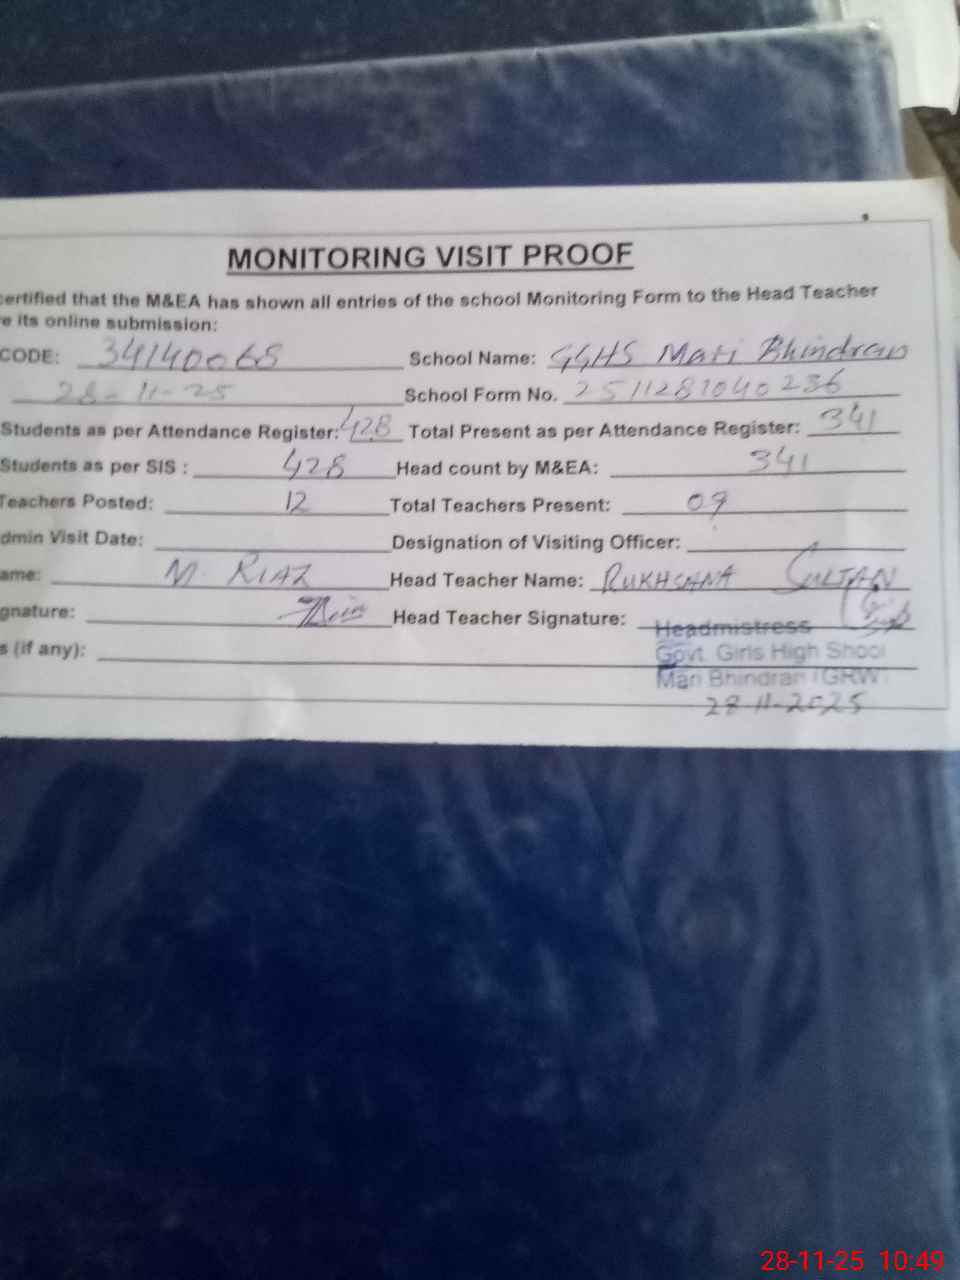 MONITORING VISIT PROOF
certified that the M&EA has shown all entries of the school Monitoring Form to the Head Teacher
e its online submission:
CODE: 34140065 School Name: GGHS Mari Bhindran
28-11-25 School Form No. 2511281040236
Students as per Attendance Register: 428 Total Present as per Attendance Register: 341
Students as per SIS : 428 Head count by M&EA: 341
Teachers Posted: 12 Total Teachers Present: 09
dmin Visit Date: Designation of Visiting Officer:
ame: M. RIAZ Head Teacher Name: RUKHSANA SULTAN
gnature: Head Teacher Signature:
Headmistress
s (if any): Govt. Girls High Shool
Mari Bhindran (GRW)
28-11-2025
28-11-25 10:49